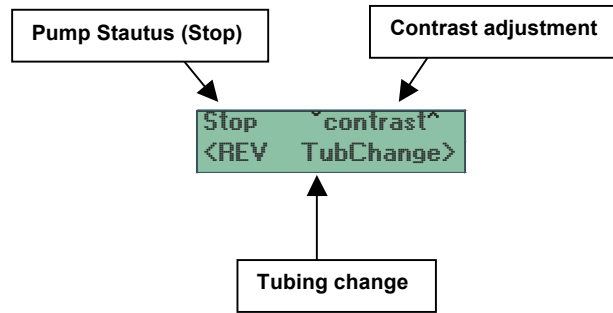 Pump Stautus (Stop)
Contrast adjustment
Stop ˇcontrast^
<REV TubChange>
Tubing change